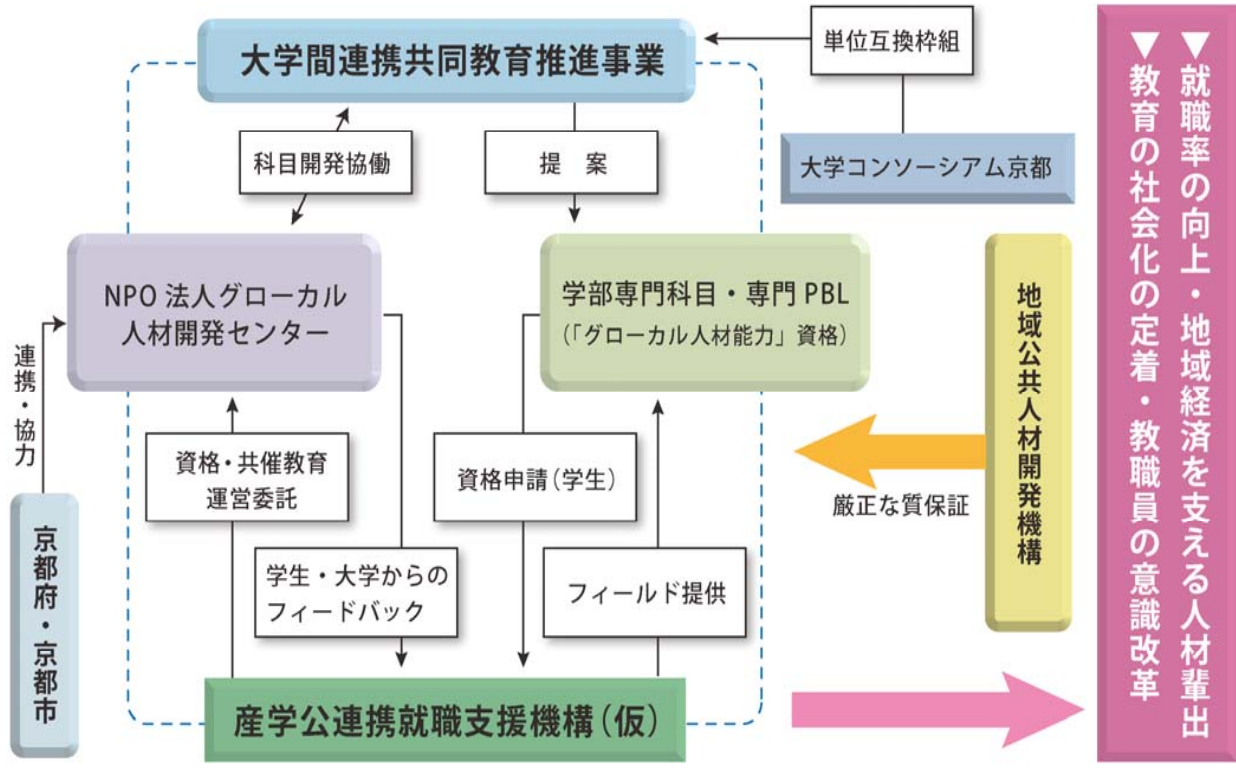 大学間連携共同教育推進事業
単位互換枠組
大学コンソーシアム京都
科目開発協働
提 案
NPO 法人グローカル
人材開発センター
学部専門科目・専門 PBL
(「グローカル人材能力」資格)
連携・協力
京都府・京都市
資格・共催教育
運営委託
学生・大学からの
フィードバック
資格申請(学生)
フィールド提供
厳正な質保証
地域公共人材開発機構
産学公連携就職支援機構(仮)
▼就職率の向上・地域経済を支える人材輩出
▼教育の社会化の定着・教職員の意識改革